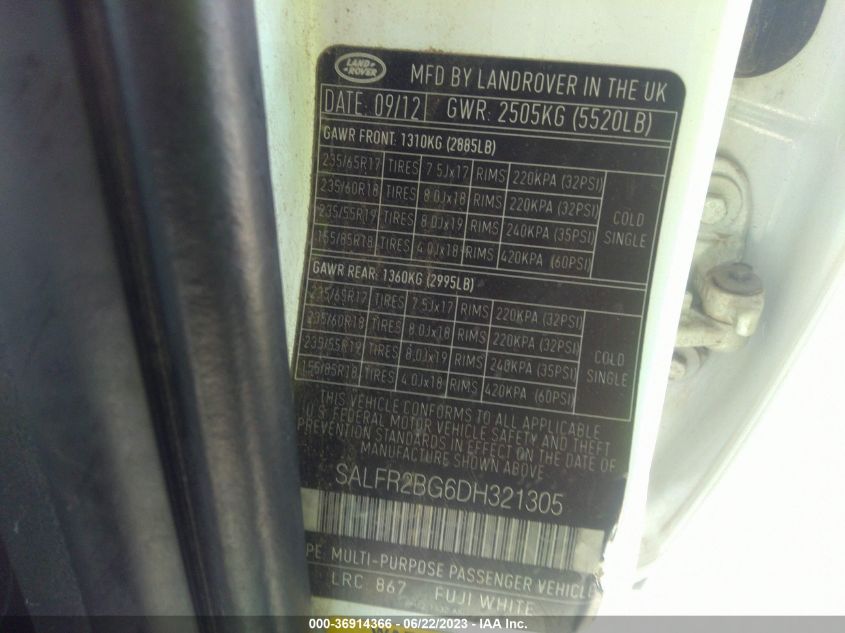 LAND ROVER
MFD BY LANDROVER IN THE UK
DATE: 09/12 GWR: 2505KG (5520LB)
GAWR FRONT: 1310KG (2885LB)
235/65R17 TIRES 7.5Jx17 RIMS 220KPA (32PSI)
235/60R18 TIRES 8.0Jx18 RIMS 220KPA (32PSI)
235/55R19 TIRES 8.0Jx19 RIMS 240KPA (35PSI)
155/85R18 TIRES 4.0Jx18 RIMS 420KPA (60PSI)
COLD
SINGLE
GAWR REAR: 1360KG (2995LB)
235/65R17 TIRES 7.5Jx17 RIMS 220KPA (32PSI)
235/60R18 TIRES 8.0Jx18 RIMS 220KPA (32PSI)
235/55R19 TIRES 8.0Jx19 RIMS 240KPA (35PSI)
155/85R18 TIRES 4.0Jx18 RIMS 420KPA (60PSI)
COLD
SINGLE
THIS VEHICLE CONFORMS TO ALL APPLICABLE
U.S. FEDERAL MOTOR VEHICLE SAFETY AND THEFT
PREVENTION STANDARDS IN EFFECT ON THE DATE OF
MANUFACTURE SHOWN ABOVE
SALFR2BG6DH321305
PE: MULTI-PURPOSE PASSENGER VEHICLE
LRC 867 FUJI WHITE
000-36914366 - 06/22/2023 - IAA Inc.